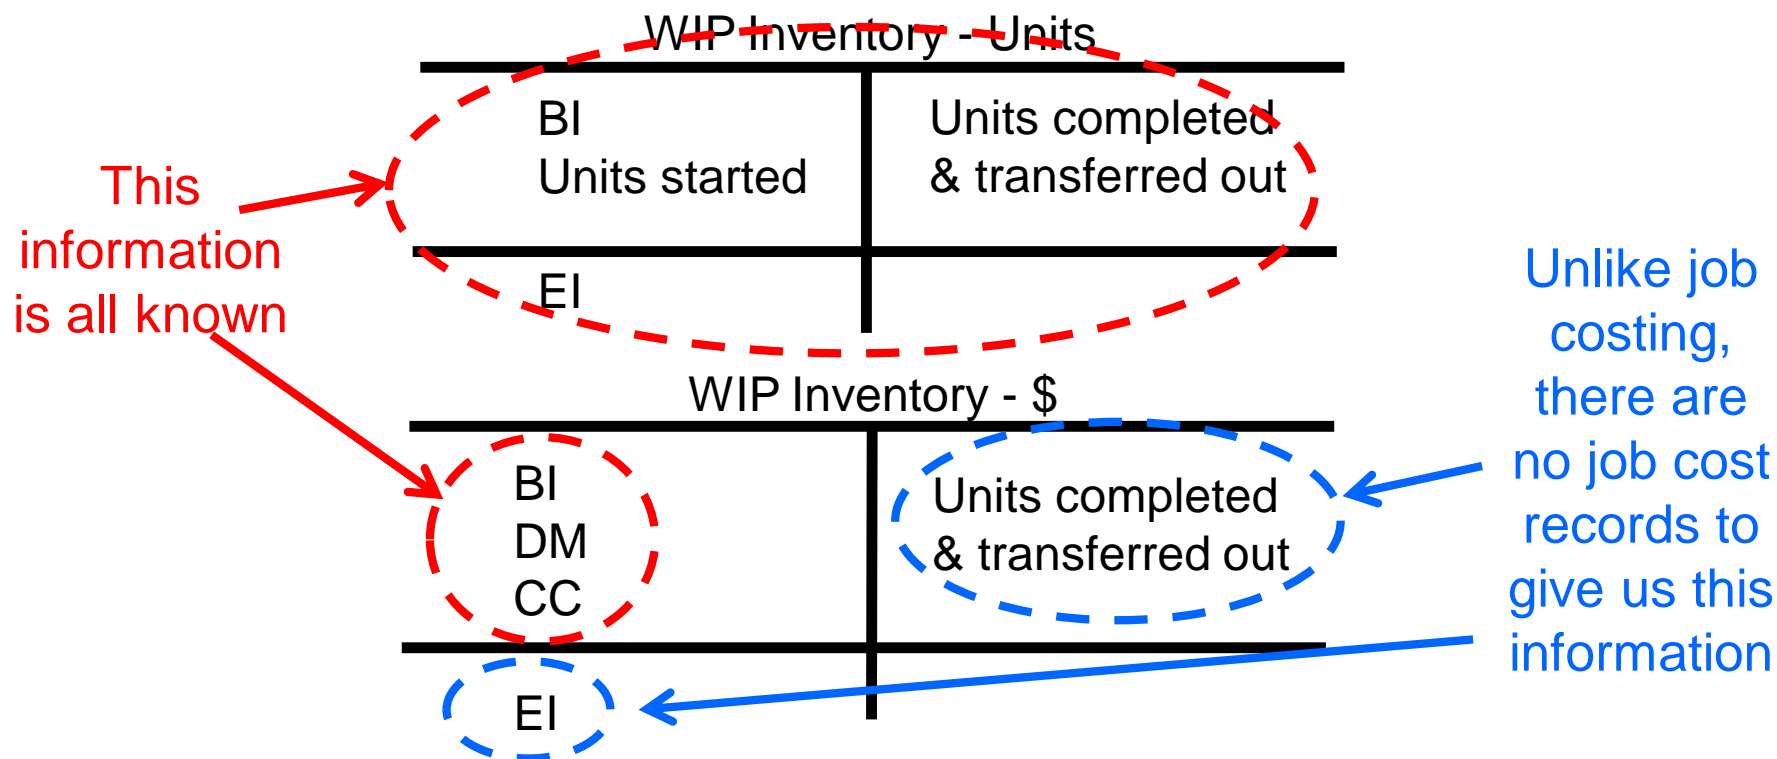 WIP Inventory - Units
BI
Units started
Units completed
& transferred out
EI
This
information
is all known
WIP Inventory - $
BI
DM
CC
Units completed
& transferred out
EI
Unlike job
costing,
there are
no job cost
records to
give us this
information